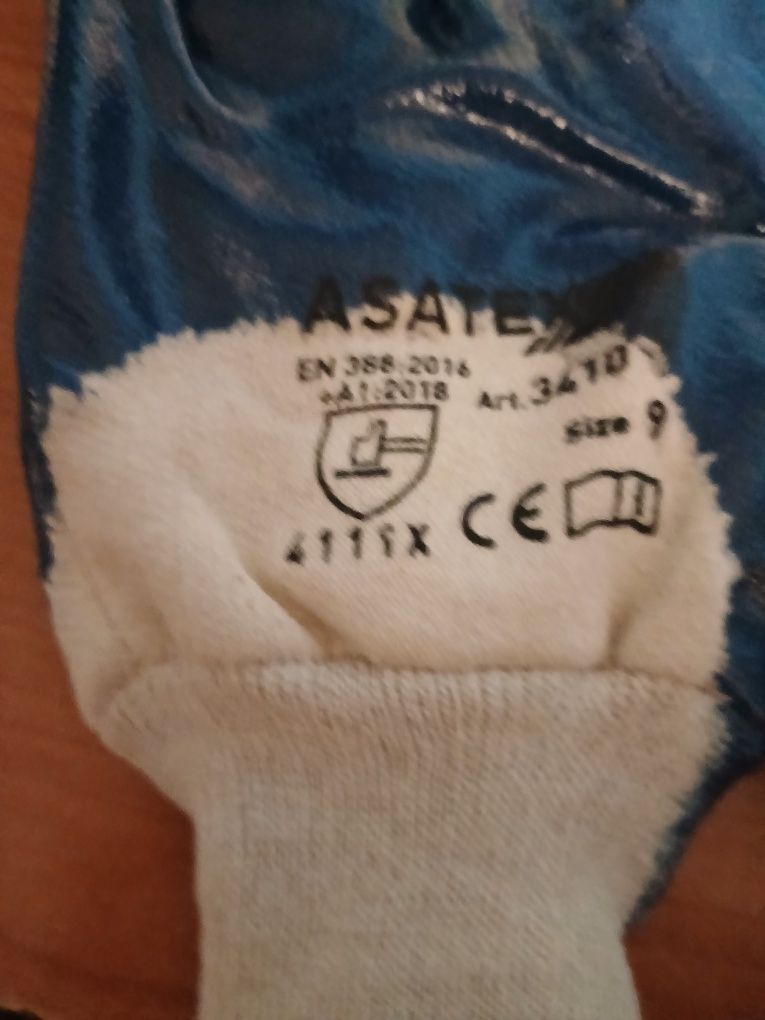 ASATEX
EN 388:2016
+A1:2018
Art. 3410
size 9
4111X
CE